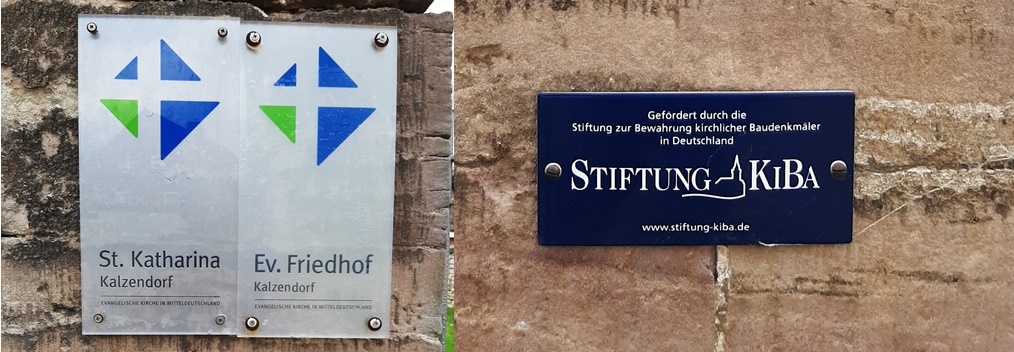 St. Katharina
Kalzendorf
EVANGELISCHE KIRCHE IN MITTELDEUTSCHLAND
Ev. Friedhof
Kalzendorf
EVANGELISCHE KIRCHE IN MITTELDEUTSCHLAND
Gefördert durch die
Stiftung zur Bewahrung kirchlicher Baudenkmäler
in Deutschland
STIFTUNG KIBA
www.stiftung-kiba.de